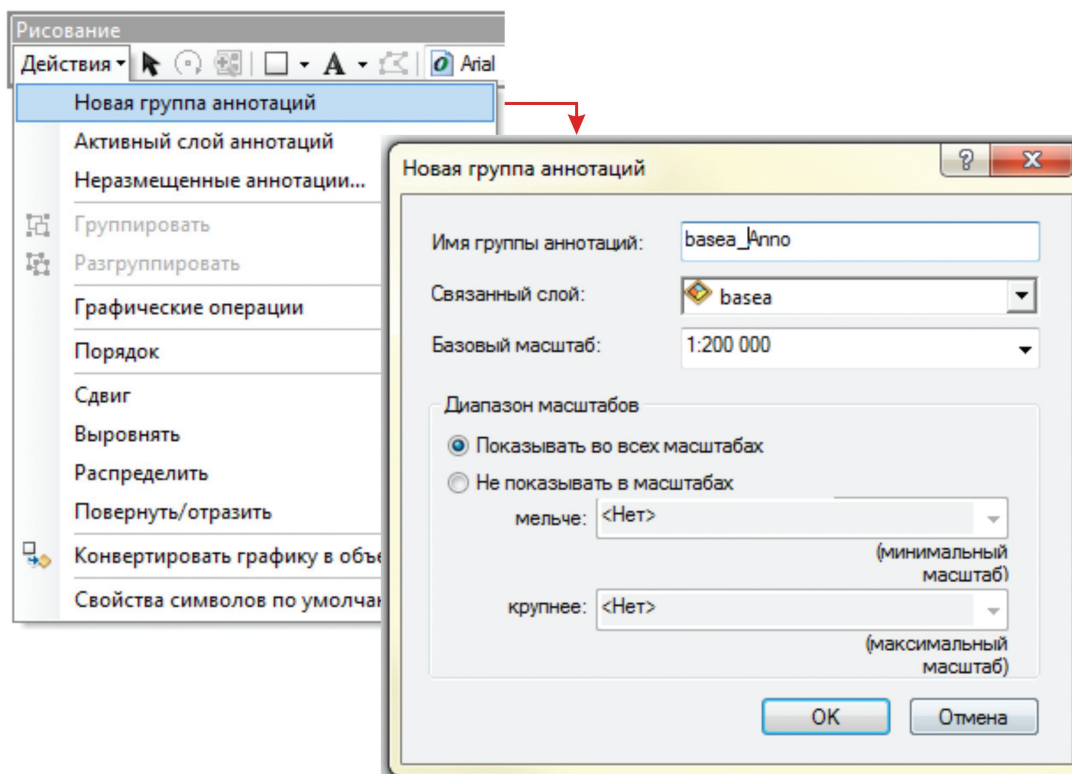 Рисование
Действия
Arial
Новая группа аннотаций
Активный слой аннотаций
Неразмещенные аннотации...
Группировать
Разгруппировать
Графические операции
Порядок
Сдвиг
Выровнять
Распределить
Повернуть/отразить
Конвертировать графику в объе
Свойства символов по умолчан
Новая группа аннотаций
Имя группы аннотаций: basea_Anno
Связанный слой: basea
Базовый масштаб: 1:200 000
Диапазон масштабов
Показывать во всех масштабах
Не показывать в масштабах
мельче: <Нет>
(минимальный
масштаб)
крупнее: <Нет>
(максимальный
масштаб)
OK Отмена